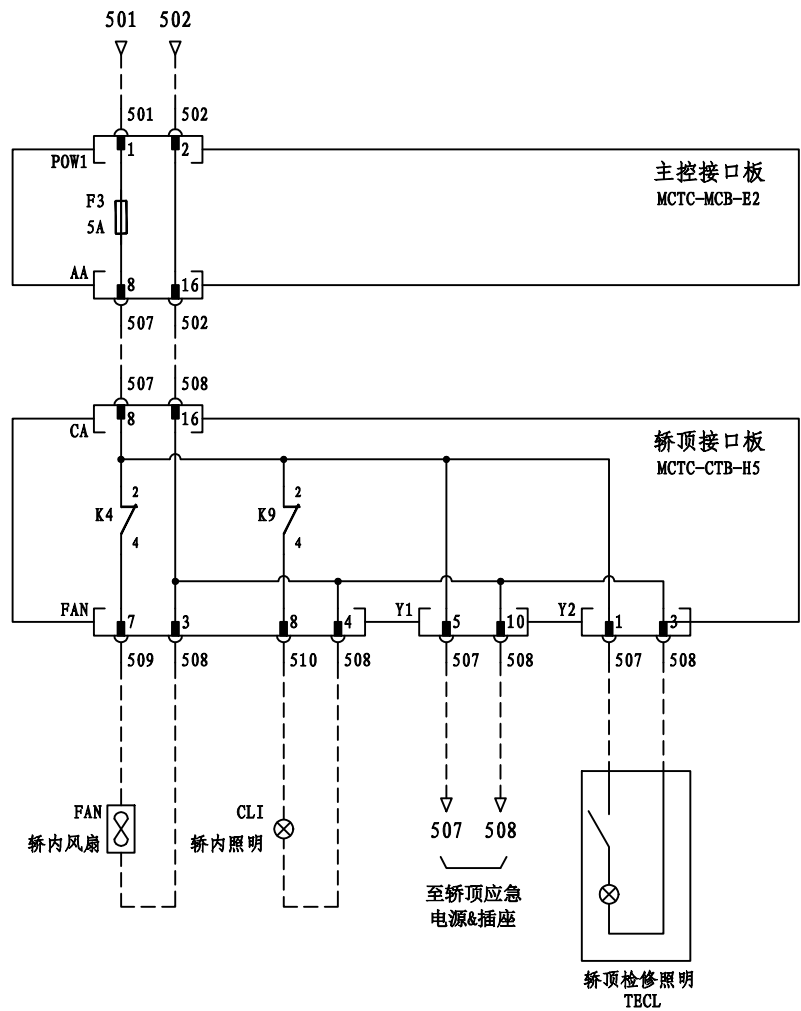 501 502
501 502
POW1 1 2
主控接口板
MCTC-MCB-E2
F3
5A
AA 8 16
507 502
507 508
CA 8 16
轿顶接口板
MCTC-CTB-H5
K4 2 4
K9 2 4
FAN 7 3 8 4
Y1 5 10
Y2 1 3
509 508 510 508 507 508 507 508
FAN
轿内风扇
CLI
轿内照明
507 508
至轿顶应急
电源&插座
轿顶检修照明
TECL